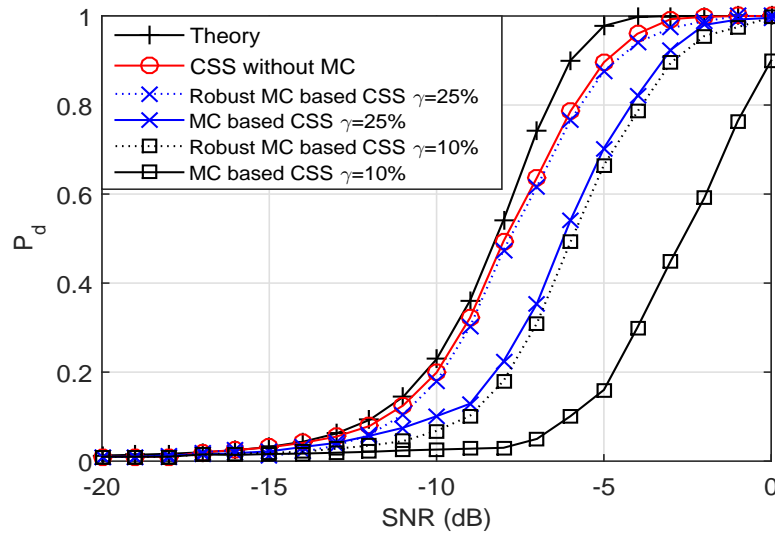 1
0.8
0.6
0.4
0.2
0
P_d
Theory
CSS without MC
Robust MC based CSS γ=25%
MC based CSS γ=25%
Robust MC based CSS γ=10%
MC based CSS γ=10%
-20
-15
-10
-5
0
SNR (dB)